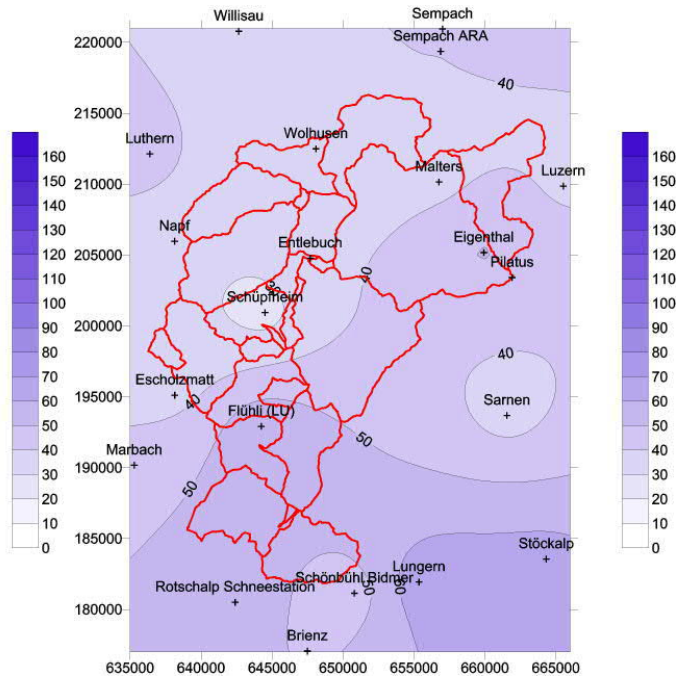 Willisau
Sempach
Sempach ARA
220000
40
215000
Wolhusen
Luthern
Malters
Luzern
210000
Napf
Entlebuch
Eigenthal
205000
Pilatus
40
30
Schüpfheim
200000
40
Escholzmatt
195000
40
Flühli (LU)
Sarnen
50
Marbach
190000
50
185000
Stöckalp
Lungern
Schönbühl Bidmer
Rotschalp Schneestation
50
60
180000
Brienz
635000 640000 645000 650000 655000 660000 665000
160
150
140
130
120
110
100
90
80
70
60
50
40
30
20
10
0
160
150
140
130
120
110
100
90
80
70
60
50
40
30
20
10
0